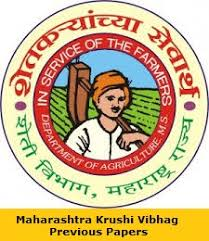 शेतकऱ्यांच्या सेवार्थ
IN SERVICE OF THE FARMERS
DEPARTMENT OF AGRICULTURE, M.S.
शेती विभाग, महाराष्ट्र राज्य
Maharashtra Krushi Vibhag
Previous Papers